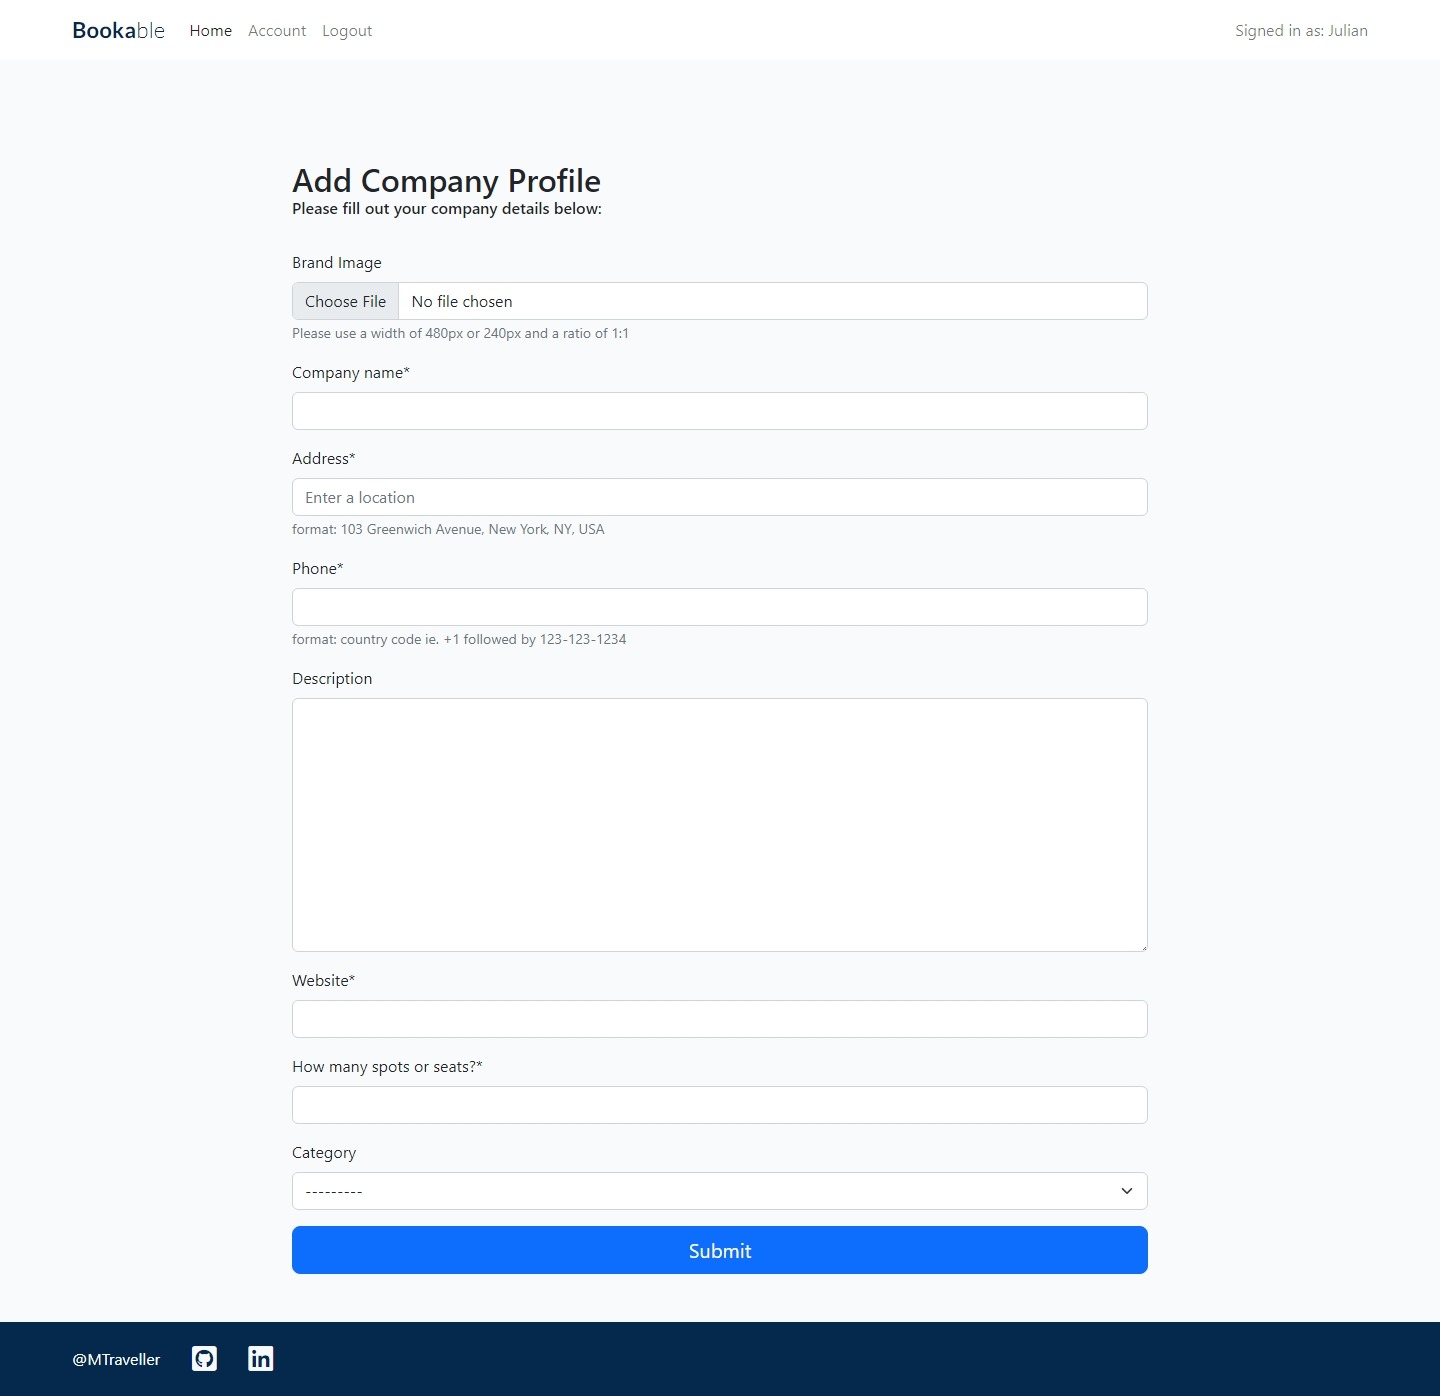 Bookable Home Account Logout Signed in as: Julian
Add Company Profile
Please fill out your company details below:
Brand Image
Choose File No file chosen
Please use a width of 480px or 240px and a ratio of 1:1
Company name*
Address*
Enter a location
format: 103 Greenwich Avenue, New York, NY, USA
Phone*
format: country code ie. +1 followed by 123-123-1234
Description
Website*
How many spots or seats?*
Category
---------
Submit
@MTraveller in